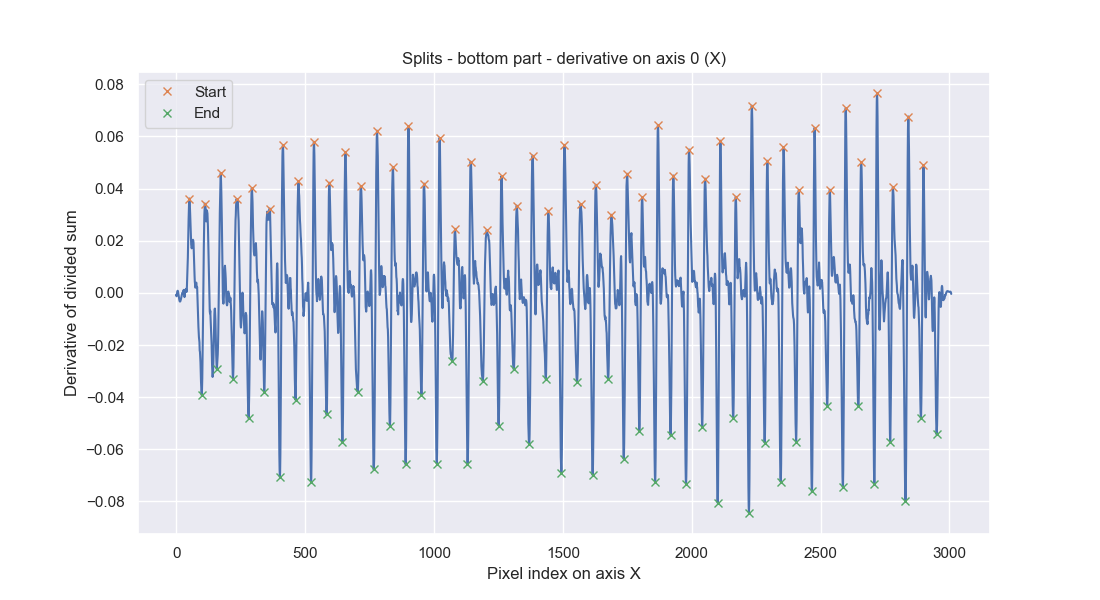 Splits - bottom part - derivative on axis 0 (X)
Start
End
0.08
0.06
0.04
0.02
0.00
−0.02
−0.04
−0.06
−0.08
Derivative of divided sum
0 500 1000 1500 2000 2500 3000
Pixel index on axis X